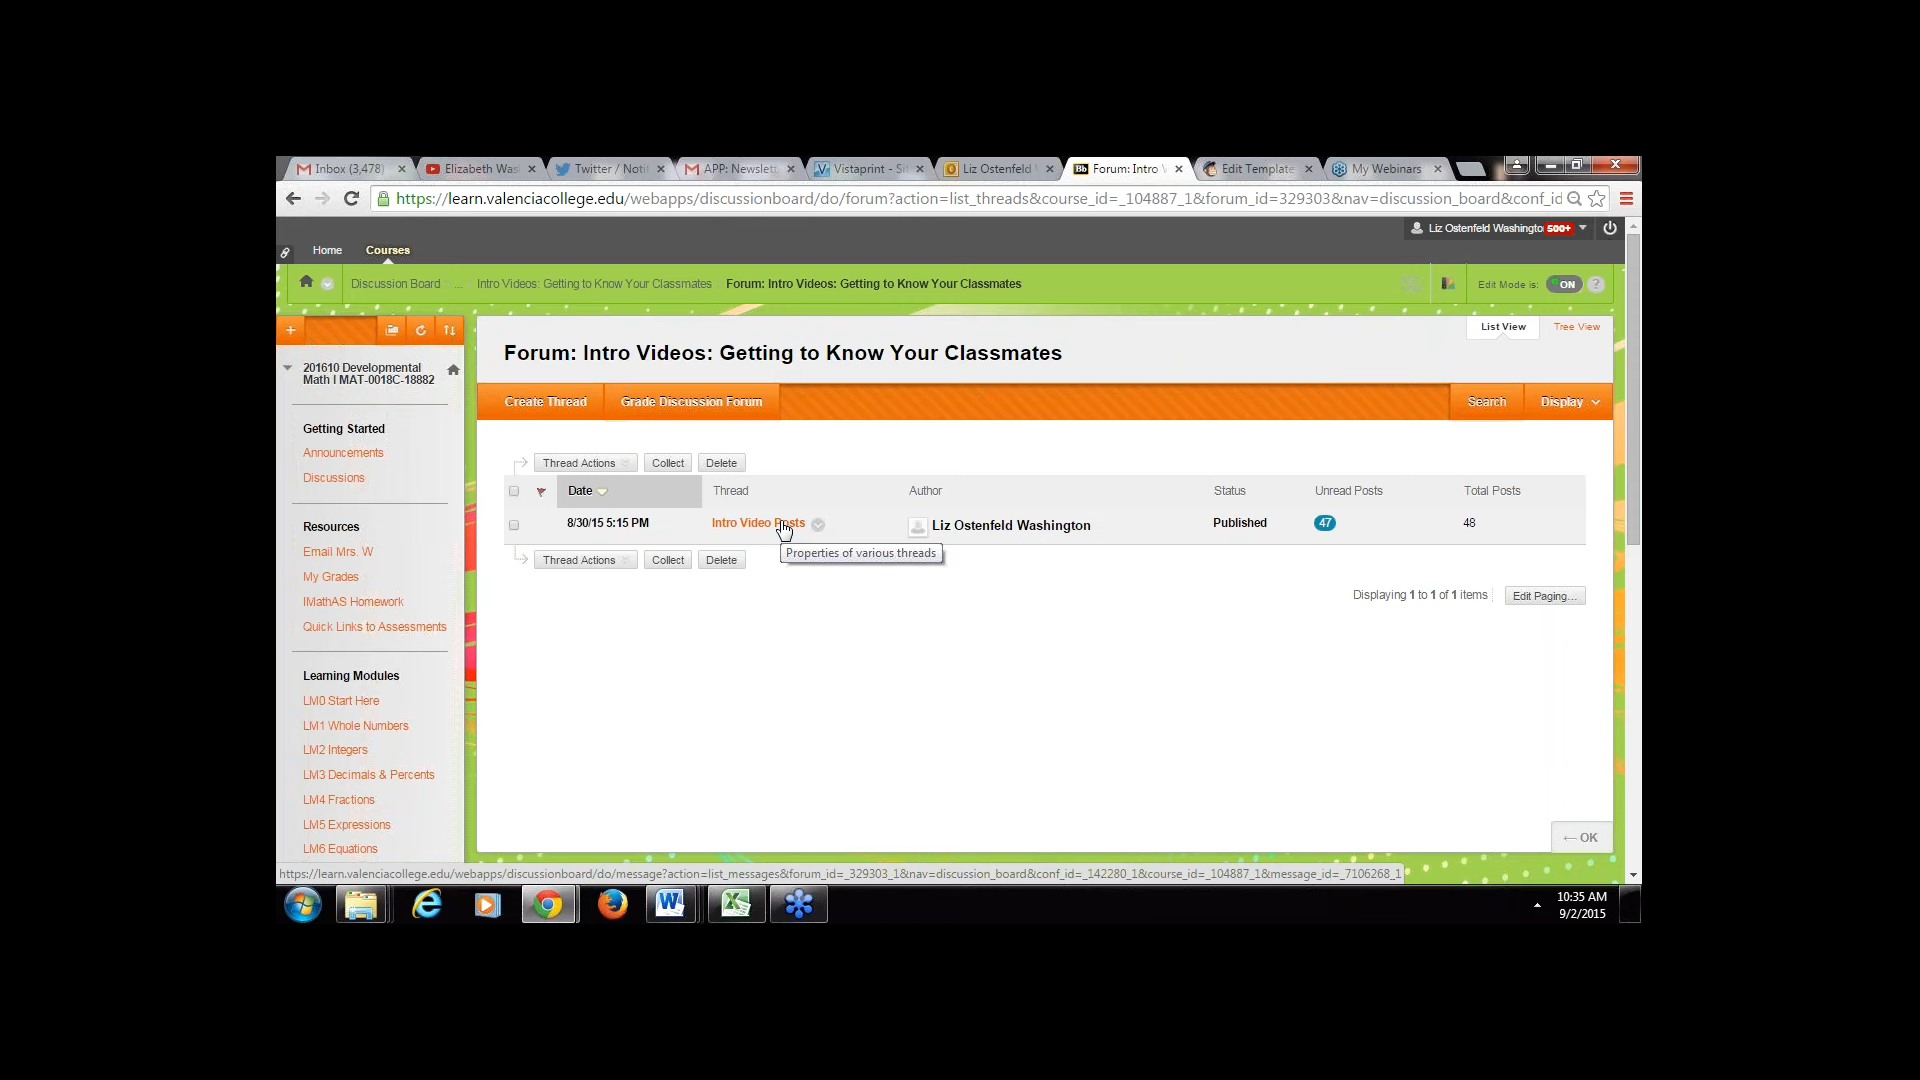 Inbox (3,478)
Elizabeth Was
Twitter / Noti
APP: Newslett
Vistaprint - Si
Liz Ostenfeld
Forum: Intro V
Edit Template
My Webinars
https://learn.valenciacollege.edu/webapps/discussionboard/do/forum?action=list_threads&course_id=_104887_1&forum_id=329303&nav=discussion_board&conf_id
Liz Ostenfeld Washingto 500+
Home
Courses
Discussion Board ... Intro Videos: Getting to Know Your Classmates Forum: Intro Videos: Getting to Know Your Classmates
Edit Mode is: ON ?
List View
Tree View
Forum: Intro Videos: Getting to Know Your Classmates
Create Thread
Grade Discussion Forum
Search
Display
201610 Developmental
Math I MAT-0018C-18882
Getting Started
Announcements
Discussions
Resources
Email Mrs. W
My Grades
IMathAS Homework
Quick Links to Assessments
Learning Modules
LM0 Start Here
LM1 Whole Numbers
LM2 Integers
LM3 Decimals & Percents
LM4 Fractions
LM5 Expressions
LM6 Equations
Thread Actions Collect Delete
Date Thread Author Status Unread Posts Total Posts
8/30/15 5:15 PM Intro Video Posts Liz Ostenfeld Washington Published 47 48
Properties of various threads
Thread Actions Collect Delete
Displaying 1 to 1 of 1 items Edit Paging...
← OK
https://learn.valenciacollege.edu/webapps/discussionboard/do/message?action=list_messages&forum_id=_329303_1&nav=discussion_board&conf_id=_142280_1&course_id=_104887_1&message_id=_7106268_1
10:35 AM
9/2/2015